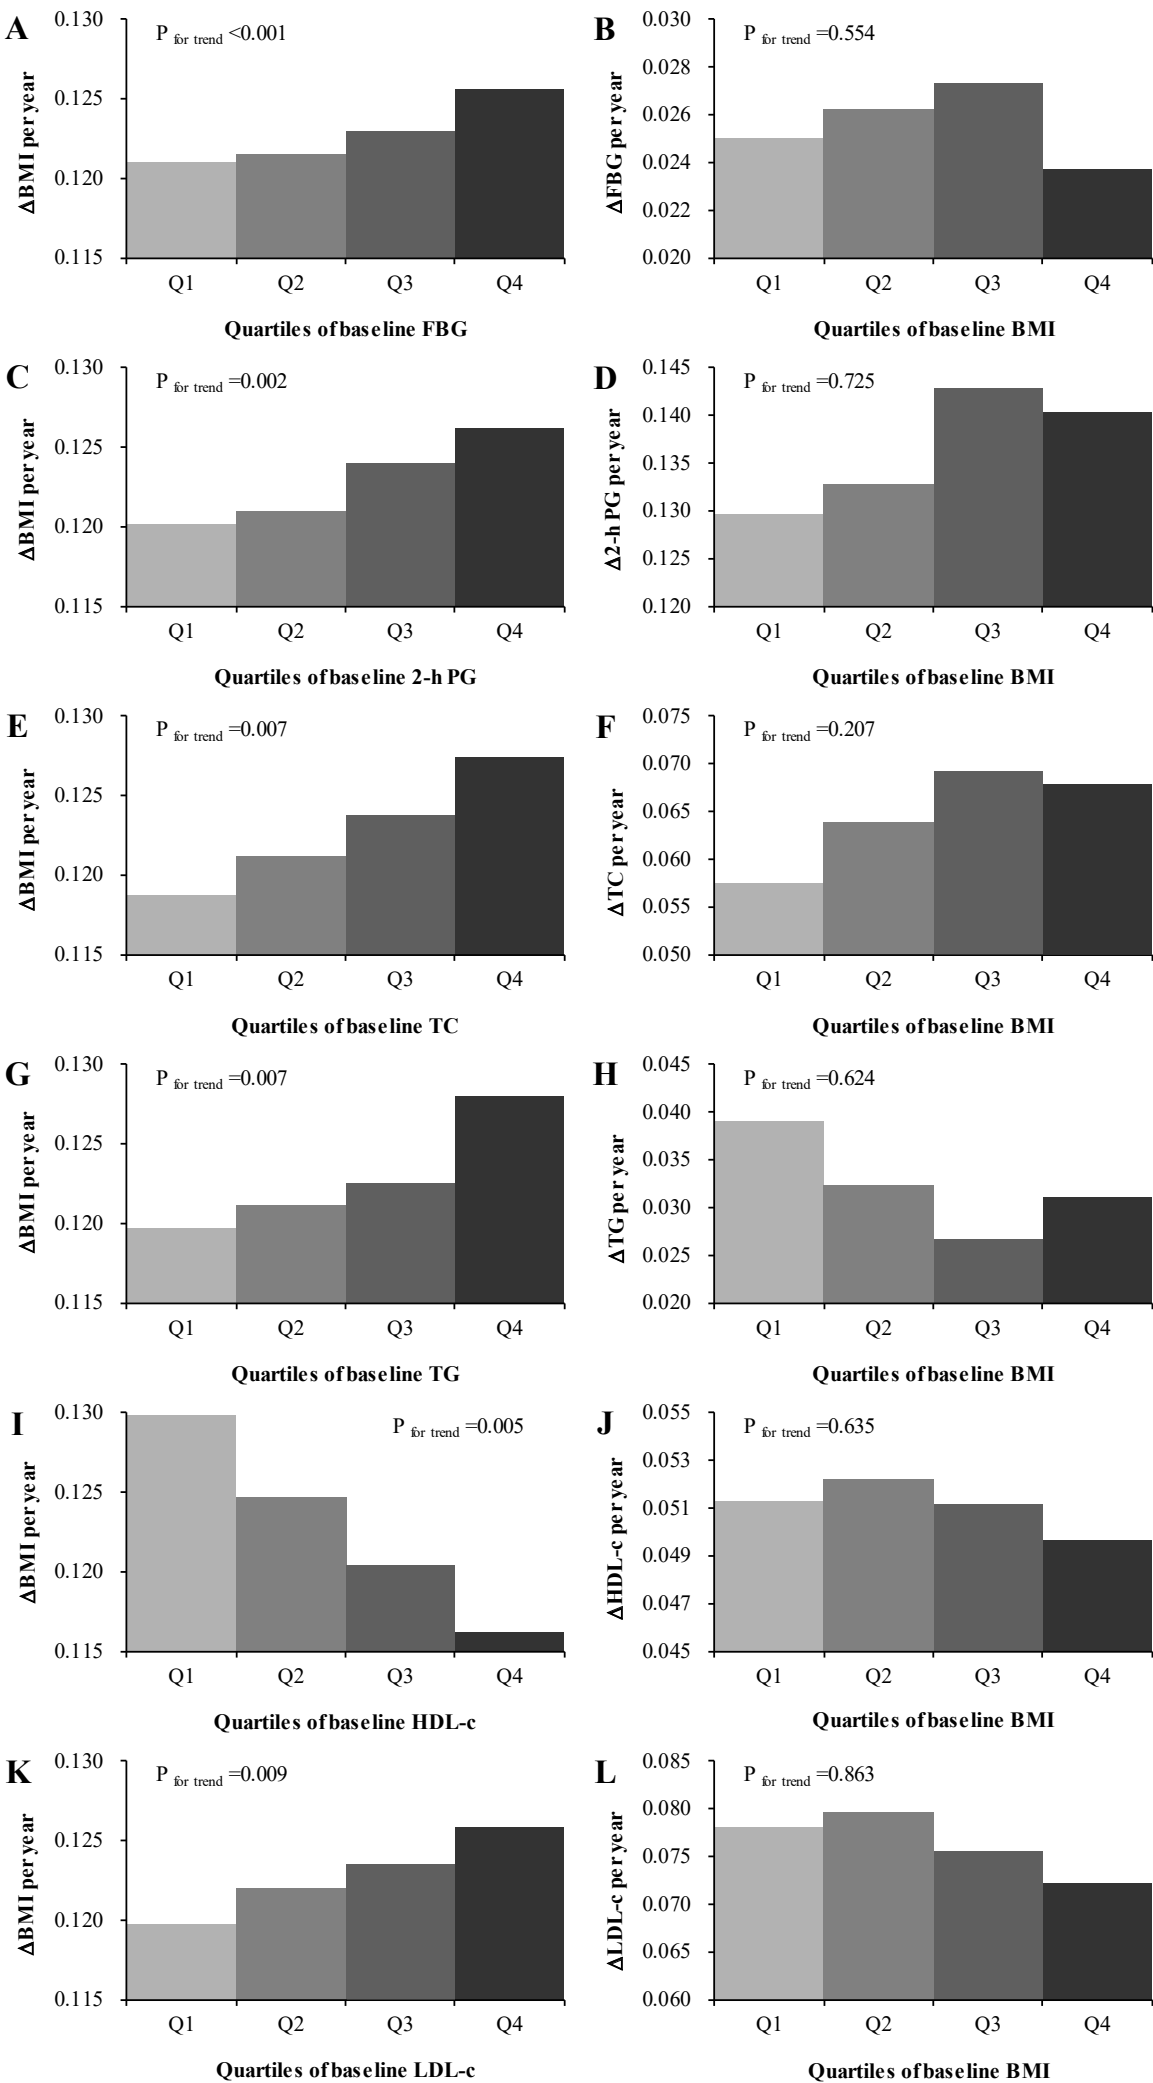 A
P for trend <0.001
ΔBMI per year
0.130
0.125
0.120
0.115
Q1 Q2 Q3 Q4
Quartiles of baseline FBG
B
P for trend =0.554
ΔFBG per year
0.030
0.028
0.026
0.024
0.022
0.020
Q1 Q2 Q3 Q4
Quartiles of baseline BMI
C
P for trend =0.002
ΔBMI per year
0.130
0.125
0.120
0.115
Q1 Q2 Q3 Q4
Quartiles of baseline 2-h PG
D
P for trend =0.725
Δ2-h PG per year
0.145
0.140
0.135
0.130
0.125
0.120
Q1 Q2 Q3 Q4
Quartiles of baseline BMI
E
P for trend =0.007
ΔBMI per year
0.130
0.125
0.120
0.115
Q1 Q2 Q3 Q4
Quartiles of baseline TC
F
P for trend =0.207
ΔTC per year
0.075
0.070
0.065
0.060
0.055
0.050
Q1 Q2 Q3 Q4
Quartiles of baseline BMI
G
P for trend =0.007
ΔBMI per year
0.130
0.125
0.120
0.115
Q1 Q2 Q3 Q4
Quartiles of baseline TG
H
P for trend =0.624
ΔTG per year
0.045
0.040
0.035
0.030
0.025
0.020
Q1 Q2 Q3 Q4
Quartiles of baseline BMI
I
P for trend =0.005
ΔBMI per year
0.130
0.125
0.120
0.115
Q1 Q2 Q3 Q4
Quartiles of baseline HDL-c
J
P for trend =0.635
ΔHDL-c per year
0.055
0.053
0.051
0.049
0.047
0.045
Q1 Q2 Q3 Q4
Quartiles of baseline BMI
K
P for trend =0.009
ΔBMI per year
0.130
0.125
0.120
0.115
Q1 Q2 Q3 Q4
Quartiles of baseline LDL-c
L
P for trend =0.863
ΔLDL-c per year
0.085
0.080
0.075
0.070
0.065
0.060
Q1 Q2 Q3 Q4
Quartiles of baseline BMI